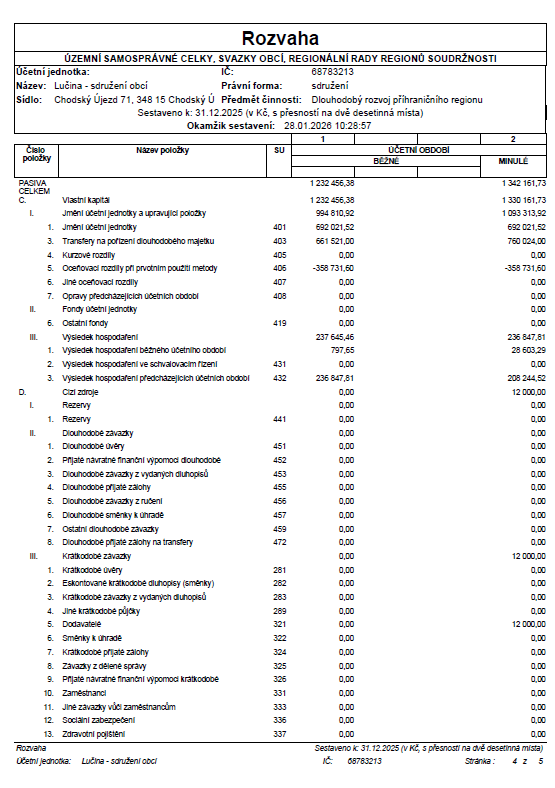 Rozvaha
ÚZEMNÍ SAMOSPRÁVNÉ CELKY, SVAZKY OBCÍ, REGIONÁLNÍ RADY REGIONŮ SOUDRŽNOSTI
Účetní jednotka: IČ: 68783213
Název: Lučina - sdružení obcí Právní forma: sdružení
Sídlo: Chodský Újezd 71, 348 15 Chodský Ú Předmět činnosti: Dlouhodobý rozvoj příhraničního regionu
Sestaveno k: 31.12.2025 (v Kč, s přesností na dvě desetinná místa)
Okamžik sestavení: 28.01.2026 10:28:57
1 2
Číslo položky Název položky SU ÚČETNÍ OBDOBÍ
BĚŽNÉ MINULÉ
PASIVA CELKEM 1 232 456,38 1 342 161,73
C. Vlastní kapitál 1 232 456,38 1 330 161,73
I. Jmění účetní jednotky a upravující položky 994 810,92 1 093 313,92
1. Jmění účetní jednotky 401 692 021,52 692 021,52
3. Transfery na pořízení dlouhodobého majetku 403 661 521,00 760 024,00
4. Kurzové rozdíly 405 0,00 0,00
5. Oceňovací rozdíly při prvotním použití metody 406 -358 731,60 -358 731,60
6. Jiné oceňovací rozdíly 407 0,00 0,00
7. Opravy předcházejících účetních období 408 0,00 0,00
II. Fondy účetní jednotky 0,00 0,00
6. Ostatní fondy 419 0,00 0,00
III. Výsledek hospodaření 237 645,46 236 847,81
1. Výsledek hospodaření běžného účetního období 797,65 28 603,29
2. Výsledek hospodaření ve schvalovacím řízení 431 0,00 0,00
3. Výsledek hospodaření předcházejících účetních období 432 236 847,81 208 244,52
D. Cizí zdroje 0,00 12 000,00
I. Rezervy 0,00 0,00
1. Rezervy 441 0,00 0,00
II. Dlouhodobé závazky 0,00 0,00
1. Dlouhodobé úvěry 451 0,00 0,00
2. Přijaté návratné finanční výpomoci dlouhodobé 452 0,00 0,00
3. Dlouhodobé závazky z vydaných dluhopisů 453 0,00 0,00
4. Dlouhodobé přijaté zálohy 455 0,00 0,00
5. Dlouhodobé závazky z ručení 456 0,00 0,00
6. Dlouhodobé směnky k úhradě 457 0,00 0,00
7. Ostatní dlouhodobé závazky 459 0,00 0,00
8. Dlouhodobé přijaté zálohy na transfery 472 0,00 0,00
III. Krátkodobé závazky 0,00 12 000,00
1. Krátkodobé úvěry 281 0,00 0,00
2. Eskontované krátkodobé dluhopisy (směnky) 282 0,00 0,00
3. Krátkodobé závazky z vydaných dluhopisů 283 0,00 0,00
4. Jiné krátkodobé půjčky 289 0,00 0,00
5. Dodavatelé 321 0,00 12 000,00
6. Směnky k úhradě 322 0,00 0,00
7. Krátkodobé přijaté zálohy 324 0,00 0,00
8. Závazky z dělené správy 325 0,00 0,00
9. Přijaté návratné finanční výpomoci krátkodobé 326 0,00 0,00
10. Zaměstnanci 331 0,00 0,00
11. Jiné závazky vůči zaměstnancům 333 0,00 0,00
12. Sociální zabezpečení 336 0,00 0,00
13. Zdravotní pojištění 337 0,00 0,00
Rozvaha Sestaveno k: 31.12.2025 (v Kč, s přesností na dvě desetinná místa)
Účetní jednotka: Lučina - sdružení obcí IČ: 68783213 Stránka : 4 z 5